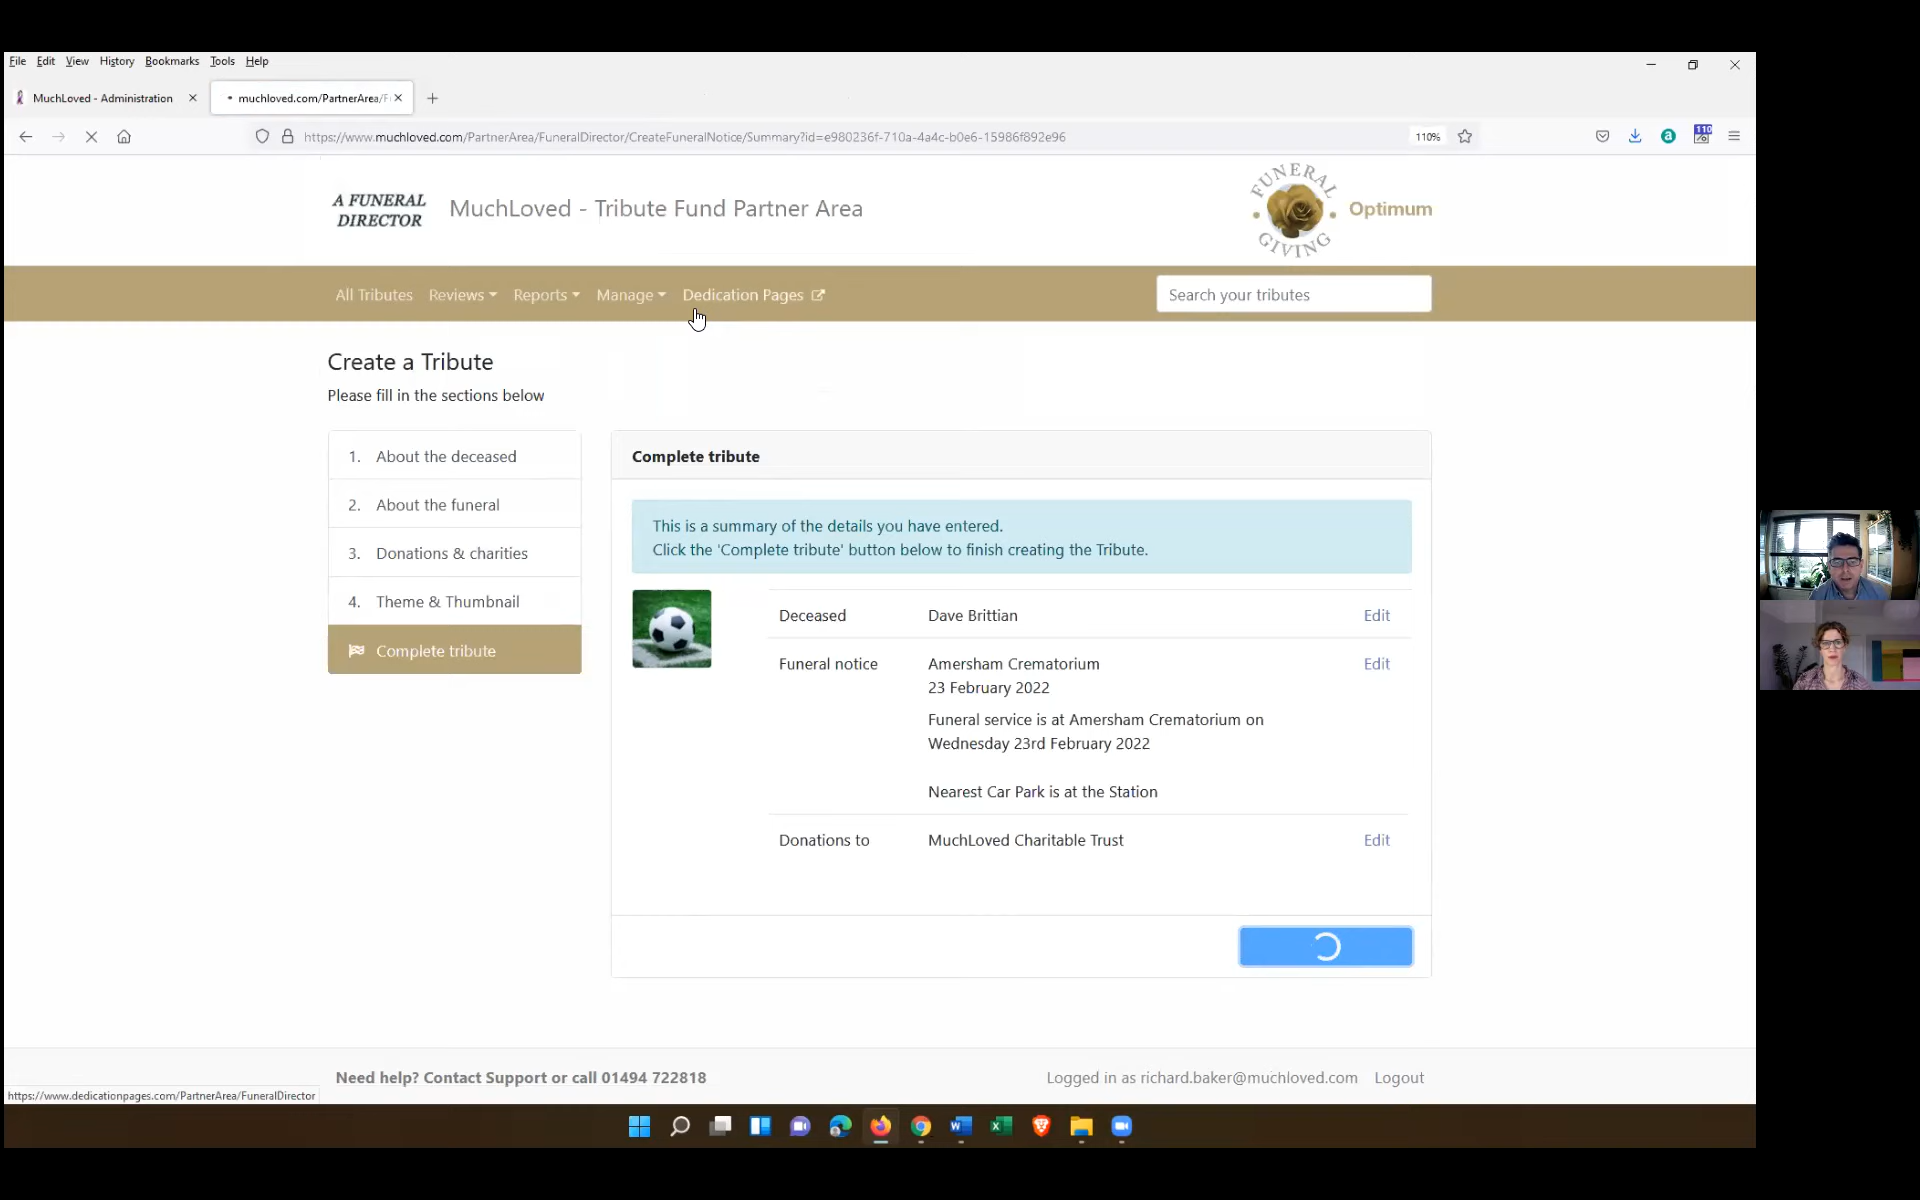 File Edit View History Bookmarks Tools Help
MuchLoved - Administration
muchloved.com/PartnerArea/F
https://www.muchloved.com/PartnerArea/FuneralDirector/CreateFuneralNotice/Summary?id=e980236f-710a-4a4c-b0e6-15986f892e96
110%
110
A FUNERAL
DIRECTOR
MuchLoved - Tribute Fund Partner Area
FUNERAL
GIVING
Optimum
All Tributes Reviews Reports Manage Dedication Pages
Search your tributes
Create a Tribute
Please fill in the sections below
1. About the deceased
2. About the funeral
3. Donations & charities
4. Theme & Thumbnail
Complete tribute
Complete tribute
This is a summary of the details you have entered.
Click the 'Complete tribute' button below to finish creating the Tribute.
Deceased Dave Brittian Edit
Funeral notice Amersham Crematorium Edit
23 February 2022
Funeral service is at Amersham Crematorium on
Wednesday 23rd February 2022
Nearest Car Park is at the Station
Donations to MuchLoved Charitable Trust Edit
Need help? Contact Support or call 01494 722818
Logged in as richard.baker@muchloved.com Logout
https://www.dedicationpages.com/PartnerArea/FuneralDirector